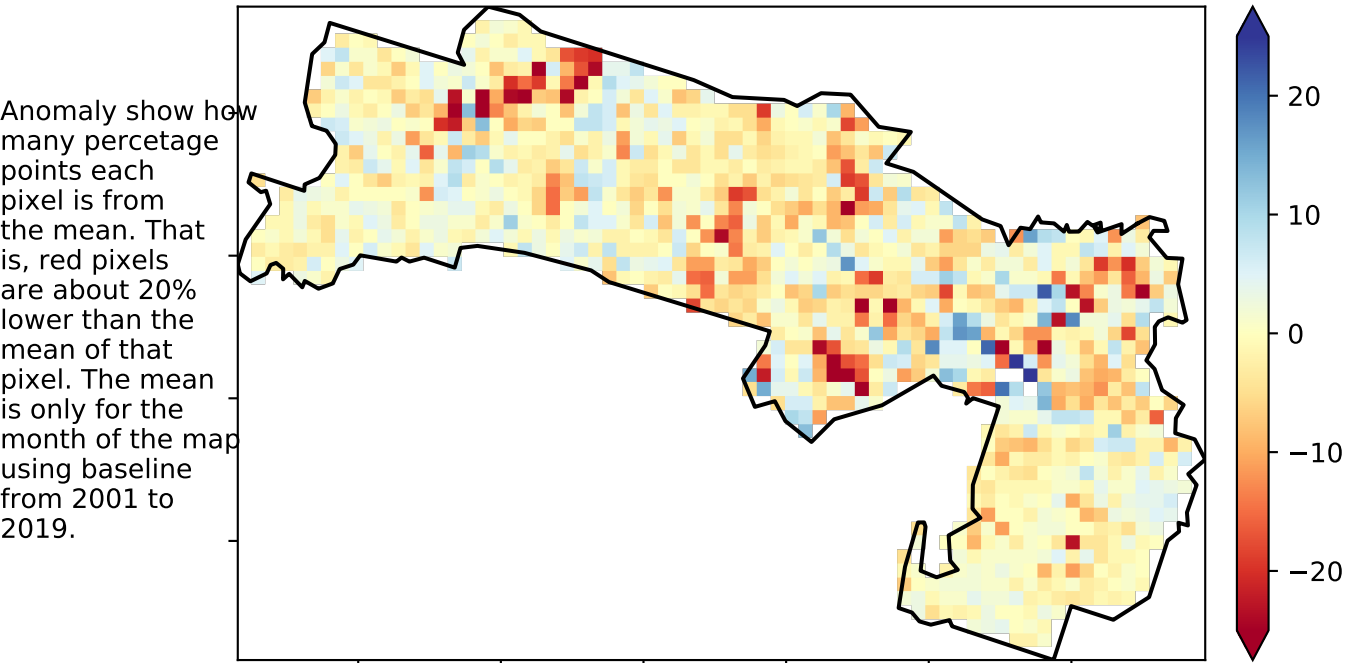 Anomaly show how
many percetage
points each
pixel is from
the mean. That
is, red pixels
are about 20%
lower than the
mean of that
pixel. The mean
is only for the
month of the map
using baseline
from 2001 to
2019.
20
10
0
−10
−20